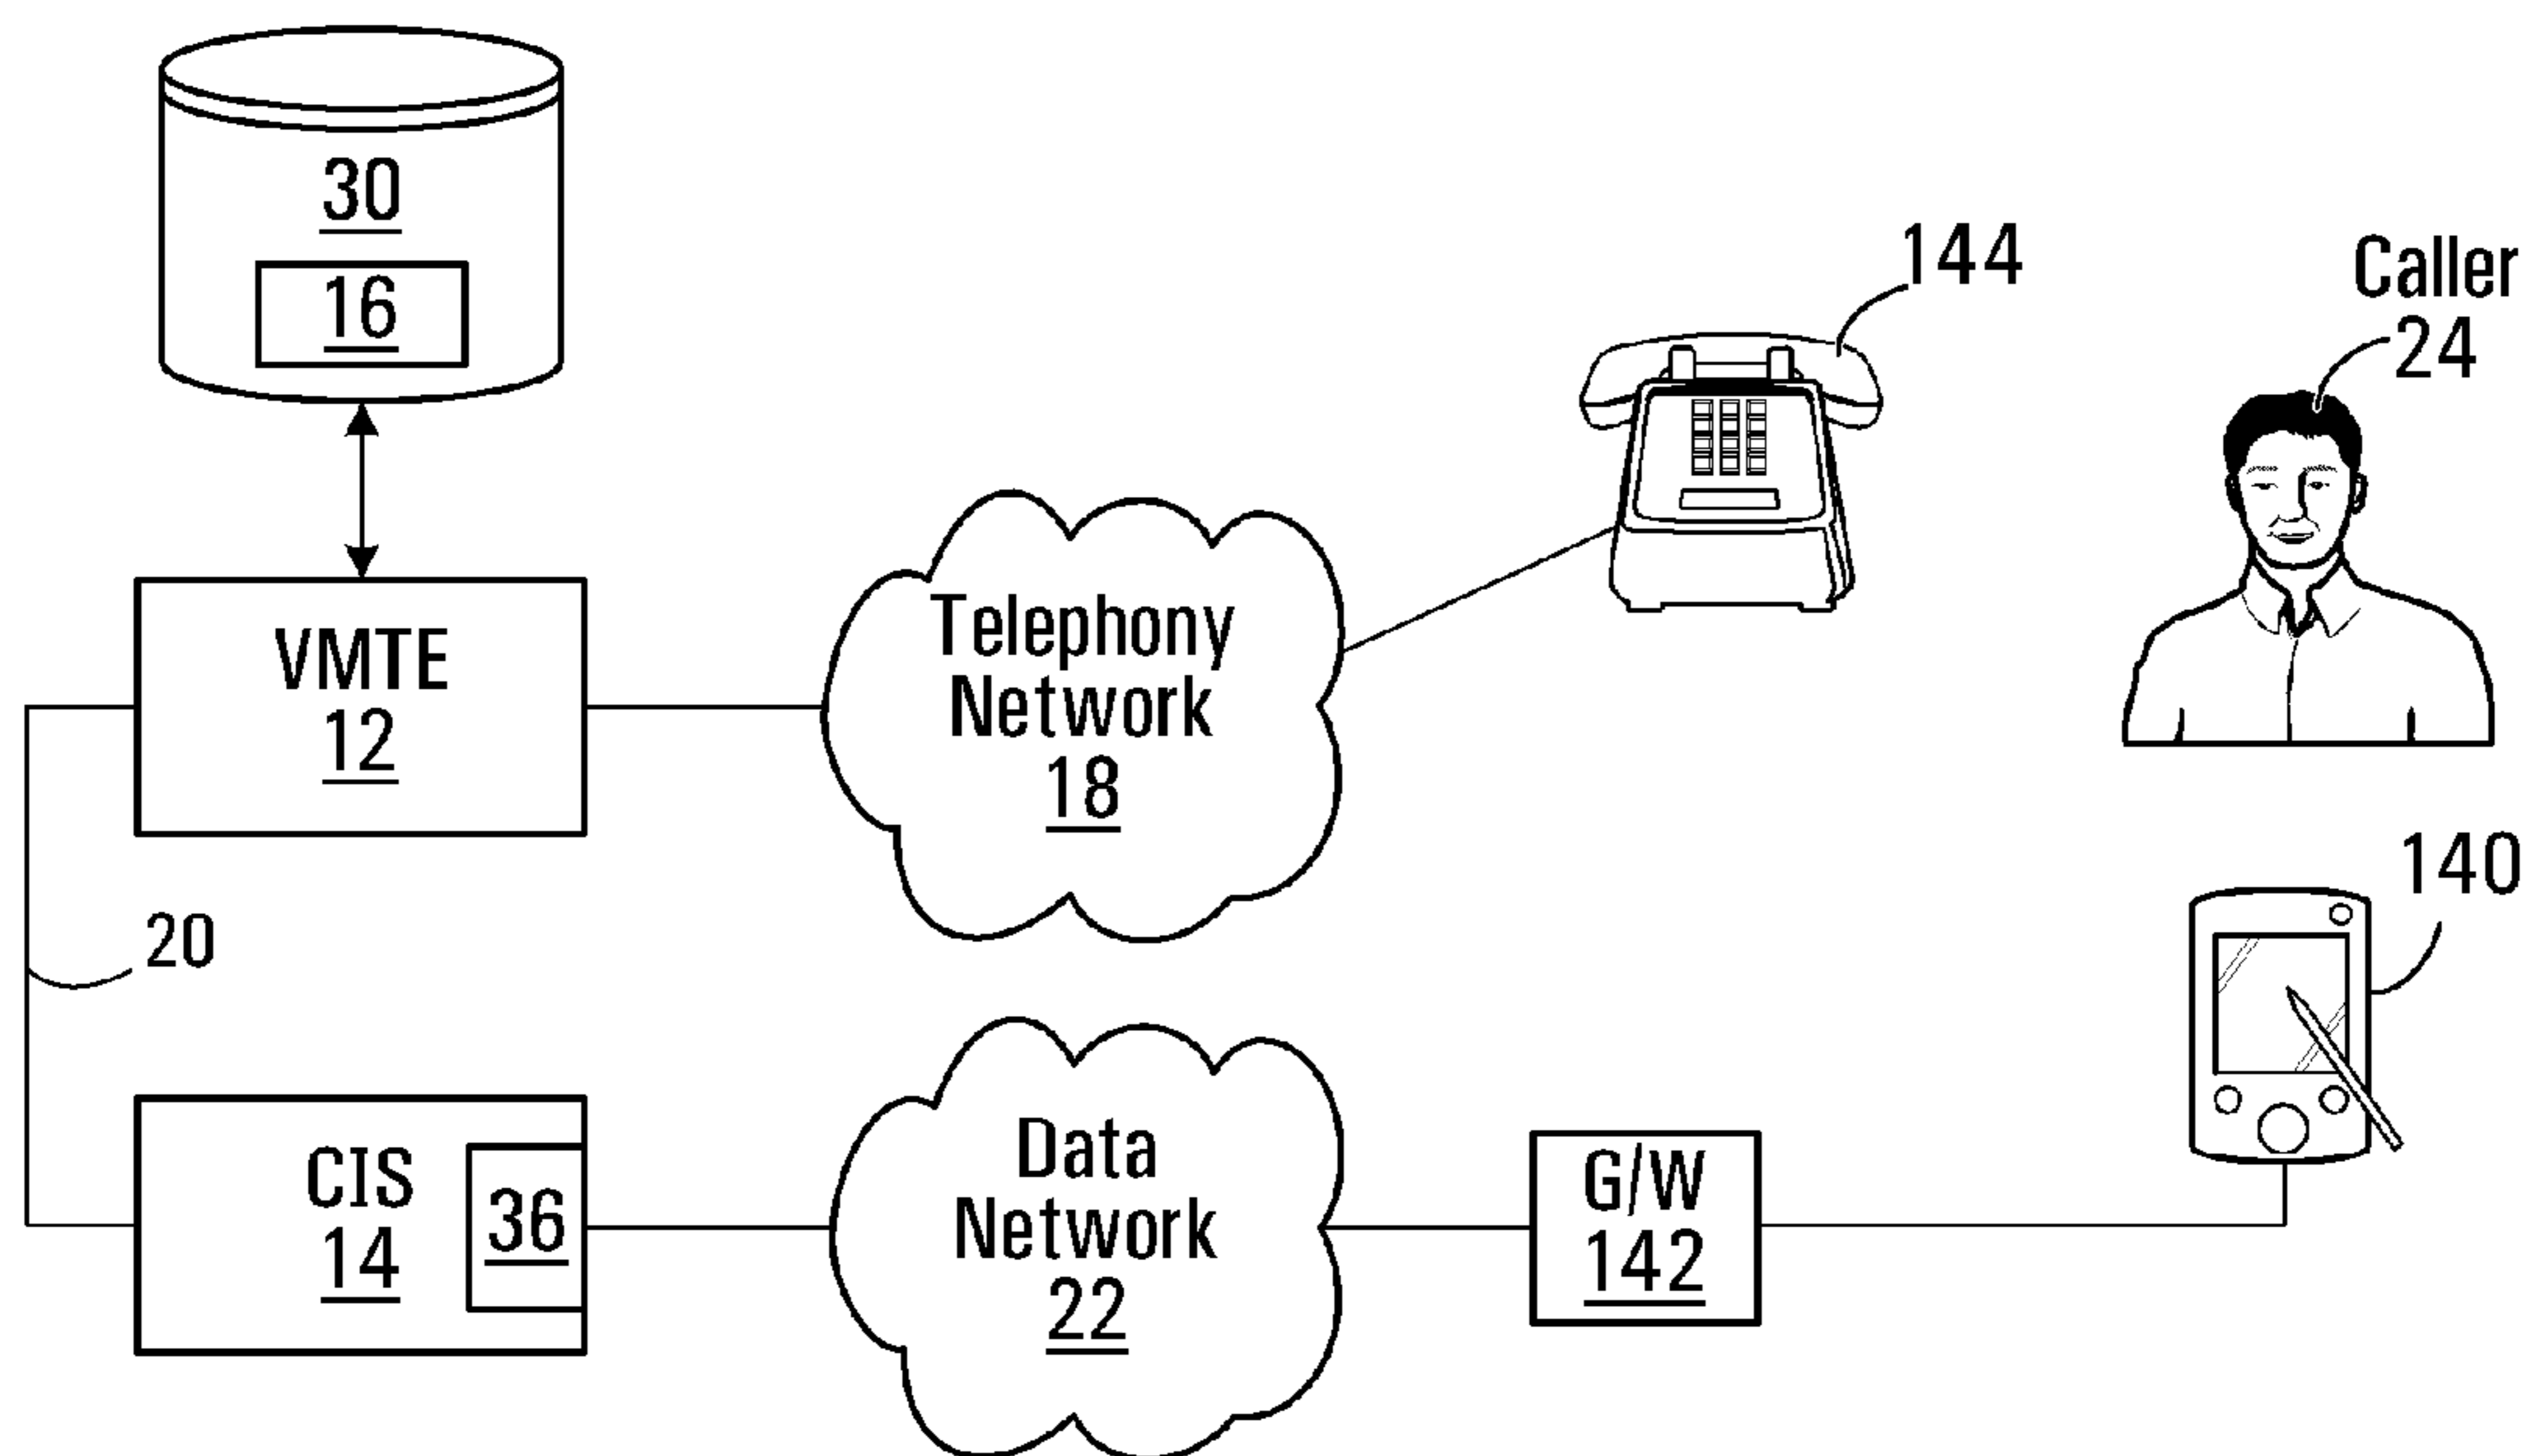 30
16
144
Caller
24
VMTE
12
Telephony
Network
18
20
140
CIS
14
36
Data
Network
22
G/W
142